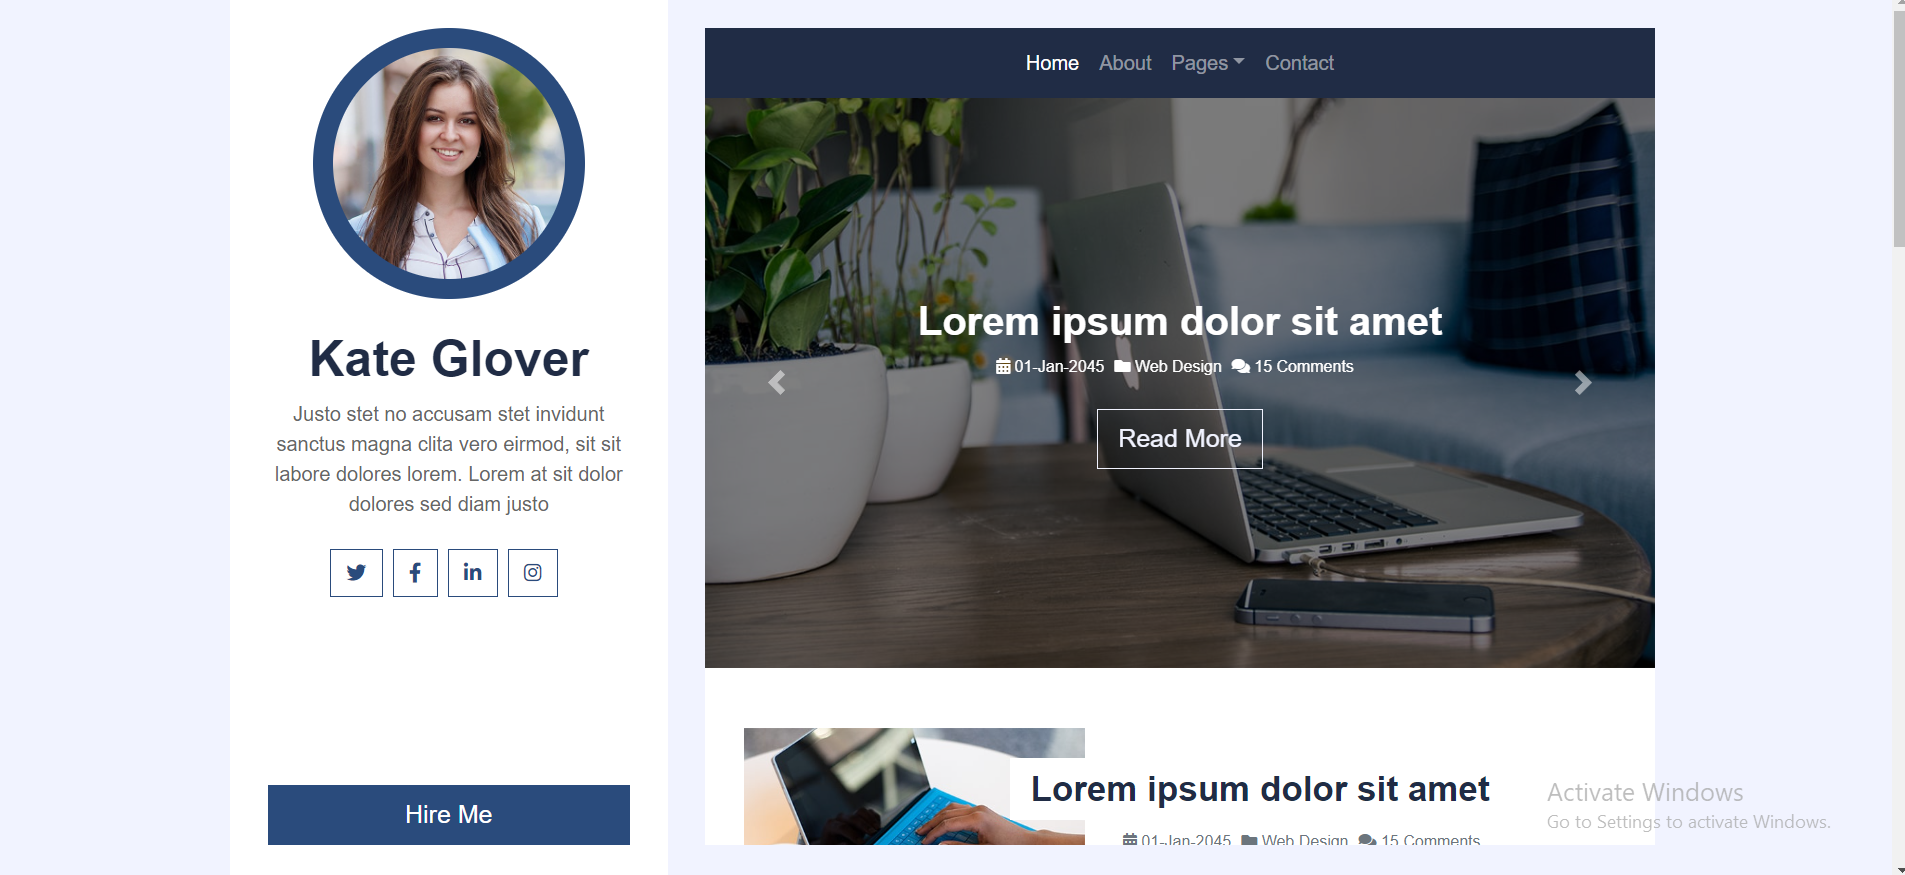 Kate Glover
Justo stet no accusam stet invidunt
sanctus magna clita vero eirmod, sit sit
labore dolores lorem. Lorem at sit dolor
dolores sed diam justo
Hire Me
Home About Pages Contact
Lorem ipsum dolor sit amet
01-Jan-2045 Web Design 15 Comments
Read More
Lorem ipsum dolor sit amet
01-Jan-2045 Web Design 15 Comments
Activate Windows
Go to Settings to activate Windows.